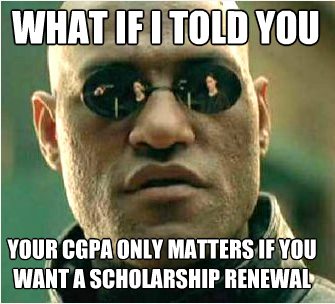 WHAT IF I TOLD YOU
YOUR CGPA ONLY MATTERS IF YOU
WANT A SCHOLARSHIP RENEWAL